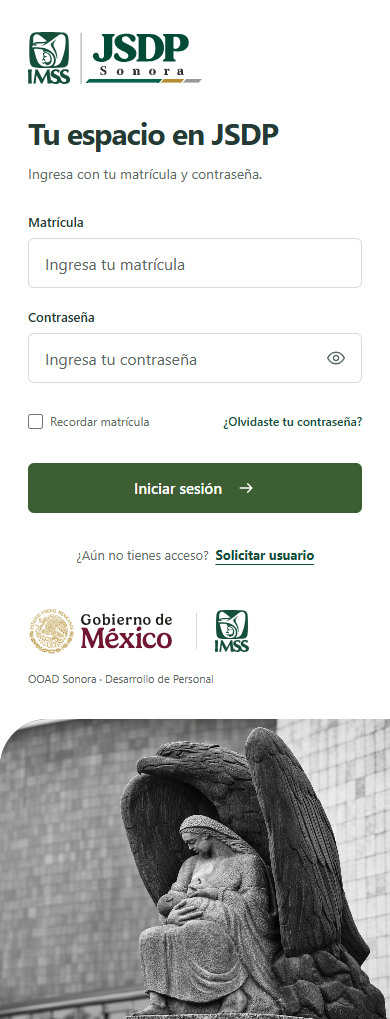 IMSS
JSDP
Sonora
Tu espacio en JSDP
Ingresa con tu matrícula y contraseña.
Matrícula
Ingresa tu matrícula
Contraseña
Ingresa tu contraseña
Recordar matrícula
¿Olvidaste tu contraseña?
Iniciar sesión →
¿Aún no tienes acceso? Solicitar usuario
Gobierno de
México
IMSS
OOAD Sonora · Desarrollo de Personal